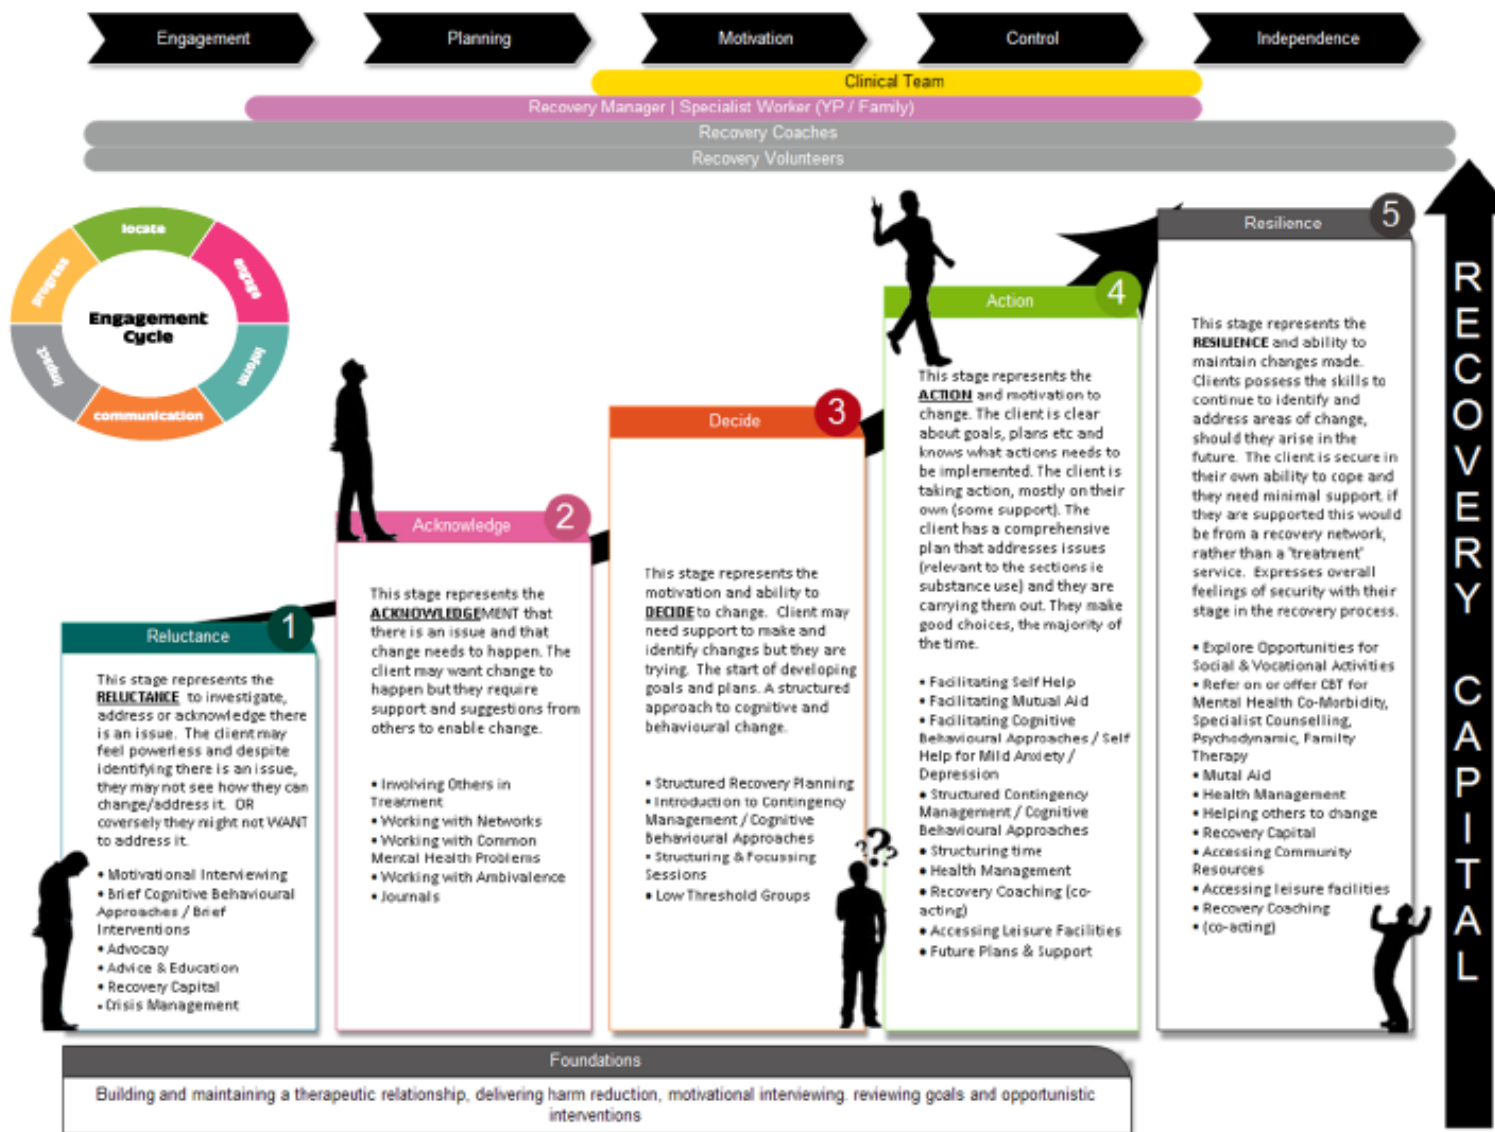 Engagement
Planning
Motivation
Control
Independence
Clinical Team
Recovery Manager | Specialist Worker (YP / Family)
Recovery Coaches
Recovery Volunteers
locate
engage
inform
communication
impact
progress
Engagement
Cycle
Reluctance
1
This stage represents the
RELUCTANCE to investigate,
address or acknowledge there
is an issue. The client may
feel powerless and despite
identifying there is an issue,
they may not see how they can
change/address it. OR
coversely they might not WANT
to address it.
• Motivational Interviewing
• Brief Cognitive Behavioural
Approaches / Brief
Interventions
• Advocacy
• Advice & Education
• Recovery Capital
• Crisis Management
Acknowledge
2
This stage represents the
ACKNOWLEDGEMENT that
there is an issue and that
change needs to happen. The
client may want change to
happen but they require
support and suggestions from
others to enable change.
• Involving Others in
Treatment
• Working with Networks
• Working with Common
Mental Health Problems
• Working with Ambivalence
• Journals
Decide
3
This stage represents the
motivation and ability to
DECIDE to change. Client may
need support to make and
identify changes but they are
trying. The start of developing
goals and plans. A structured
approach to cognitive and
behavioural change.
• Structured Recovery Planning
• Introduction to Contingency
Management / Cognitive
Behavioural Approaches
• Structuring & Focussing
Sessions
• Low Threshold Groups
???
Action
4
This stage represents the
ACTION and motivation to
change. The client is clear
about goals, plans etc and
knows what actions needs to
be implemented. The client is
taking action, mostly on their
own (some support). The
client has a comprehensive
plan that addresses issues
(relevant to the sections ie
substance use) and they are
carrying them out. They make
good choices, the majority of
the time.
• Facilitating Self Help
• Facilitating Mutual Aid
• Facilitating Cognitive
Behavioural Approaches / Self
Help for Mild Anxiety /
Depression
• Structured Contingency
Management / Cognitive
Behavioural Approaches
• Structuring time
• Health Management
• Recovery Coaching (co-
acting)
• Accessing Leisure Facilities
• Future Plans & Support
Resilience
5
This stage represents the
RESILIENCE and ability to
maintain changes made.
Clients possess the skills to
continue to identify and
address areas of change,
should they arise in the
future. The client is secure in
their own ability to cope and
they need minimal support. if
they are supported this would
be from a recovery network,
rather than a 'treatment'
service. Expresses overall
feelings of security with their
stage in the recovery process.
• Explore Opportunities for
Social & Vocational Activities
• Refer on or offer CBT for
Mental Health Co-Morbidity,
Specialist Counselling,
Psychodynamic, Familty
Therapy
• Mutal Aid
• Health Management
• Helping others to change
• Recovery Capital
• Accessing Community
Resources
• Accessing leisure facilities
• Recovery Coaching
• (co-acting)
RECOVERY CAPITAL
Foundations
Building and maintaining a therapeutic relationship, delivering harm reduction, motivational interviewing. reviewing goals and opportunistic
interventions